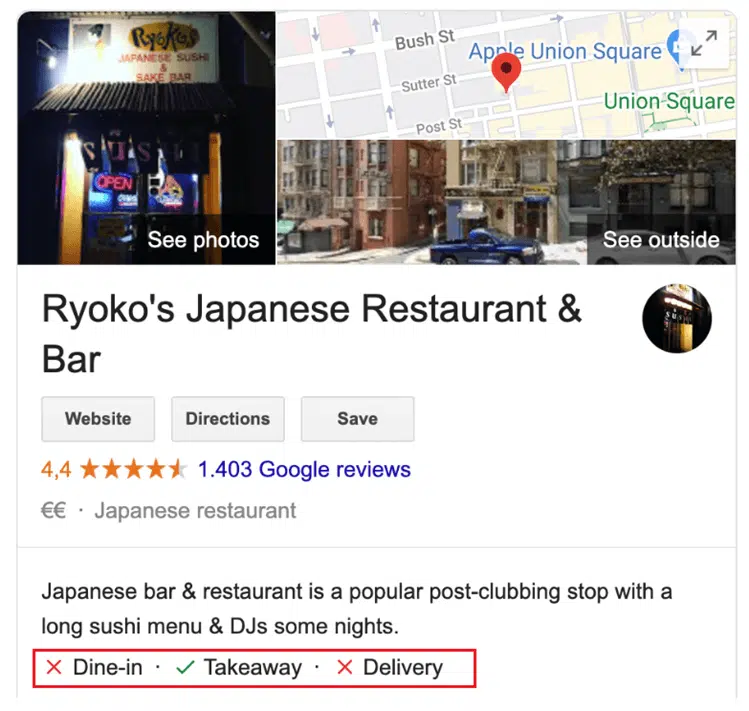 Ryoko's
JAPANESE SUSHI
&
SAKE BAR
SUSHI
OPEN
See photos
Bush St
Apple Union Square
Sutter St
Union Square
Post St
See outside
Ryoko's Japanese Restaurant &
Bar
Website
Directions
Save
4,4
1.403 Google reviews
€€ · Japanese restaurant
Japanese bar & restaurant is a popular post-clubbing stop with a
long sushi menu & DJs some nights.
✕ Dine-in · ✓ Takeaway · ✕ Delivery